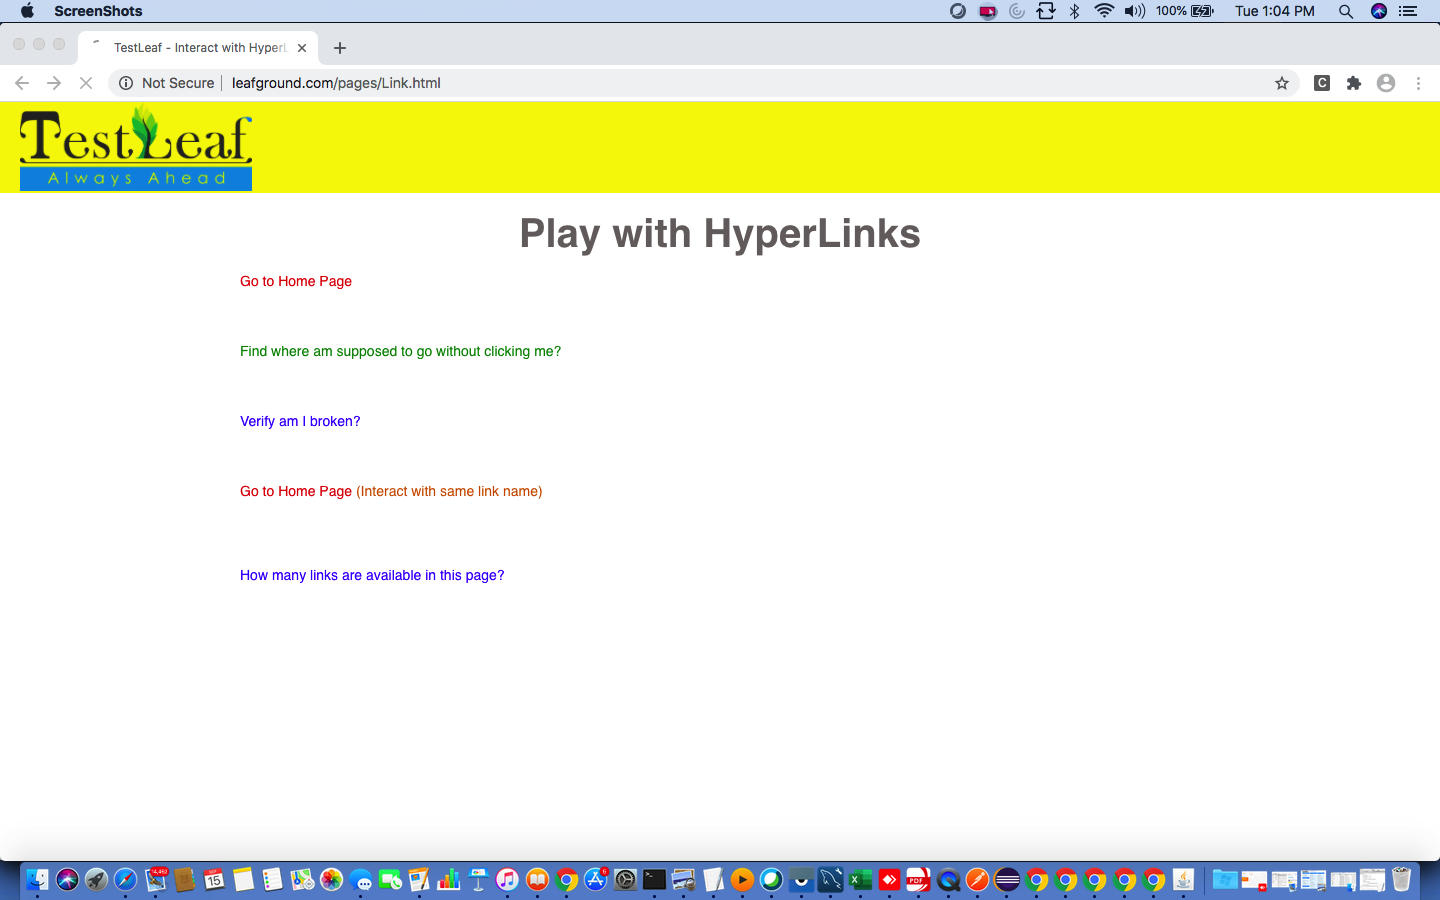 ScreenShots
100%
Tue 1:04 PM
TestLeaf - Interact with HyperL
Not Secure
leafground.com/pages/Link.html
C
TestLeaf
Always Ahead
Play with HyperLinks
Go to Home Page
Find where am supposed to go without clicking me?
Verify am I broken?
Go to Home Page (Interact with same link name)
How many links are available in this page?
15
PDF